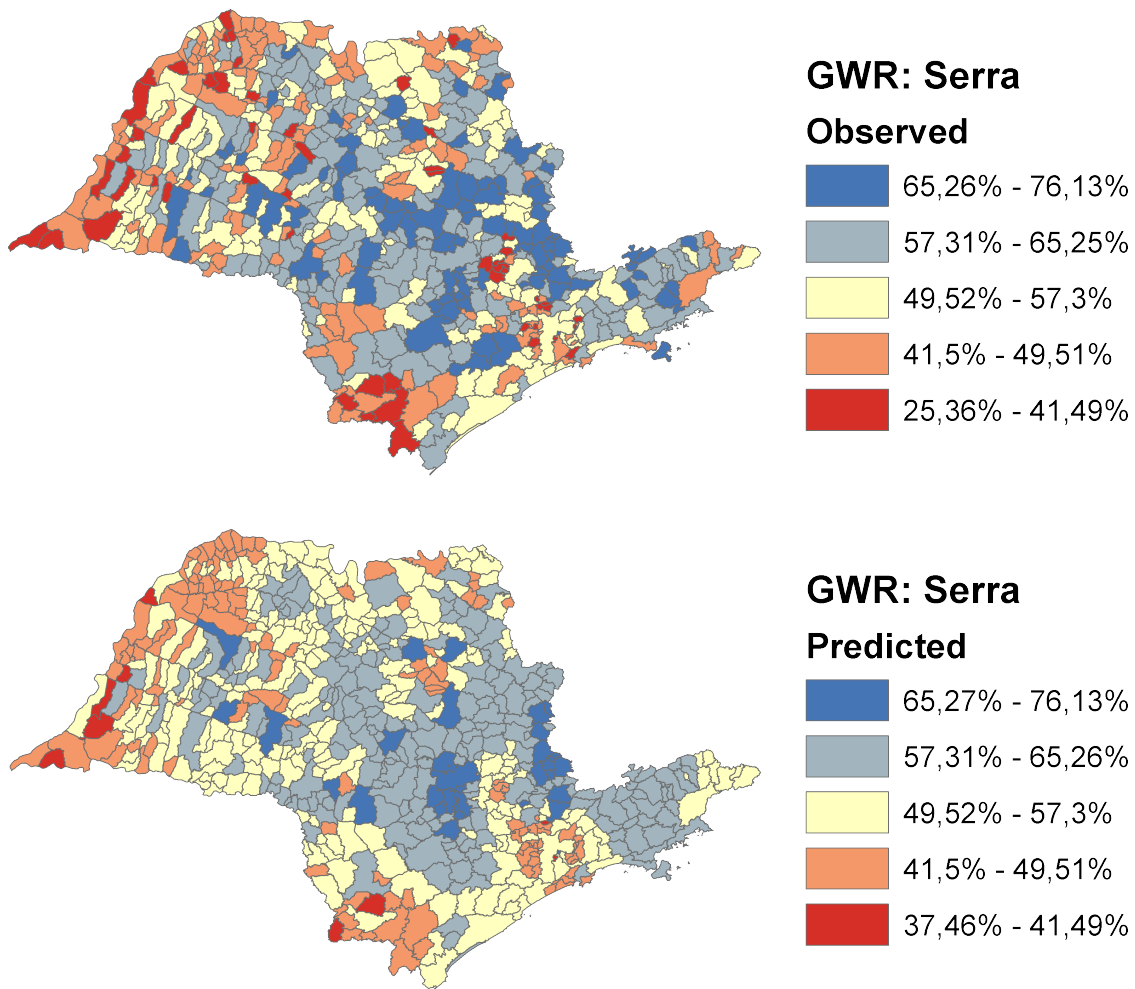 GWR: Serra
Observed
65,26% - 76,13%
57,31% - 65,25%
49,52% - 57,3%
41,5% - 49,51%
25,36% - 41,49%
GWR: Serra
Predicted
65,27% - 76,13%
57,31% - 65,26%
49,52% - 57,3%
41,5% - 49,51%
37,46% - 41,49%